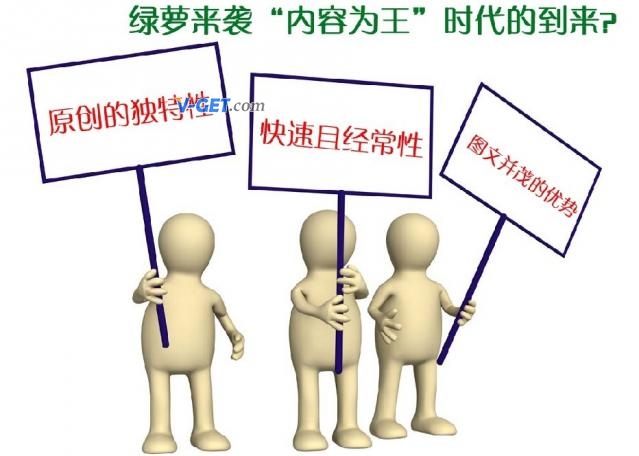 绿萝来袭“内容为王”时代的到来?
原创的独特性
V-GET.com
快速且经常性
图文并茂的优势